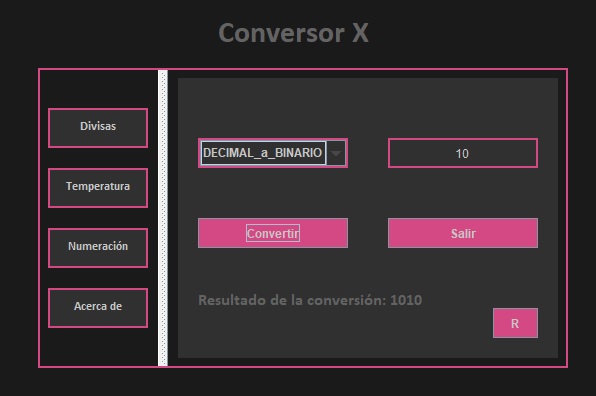 Conversor X
Divisas
Temperatura
Numeración
Acerca de
DECIMAL_a_BINARIO
10
Convertir
Salir
Resultado de la conversión: 1010
R